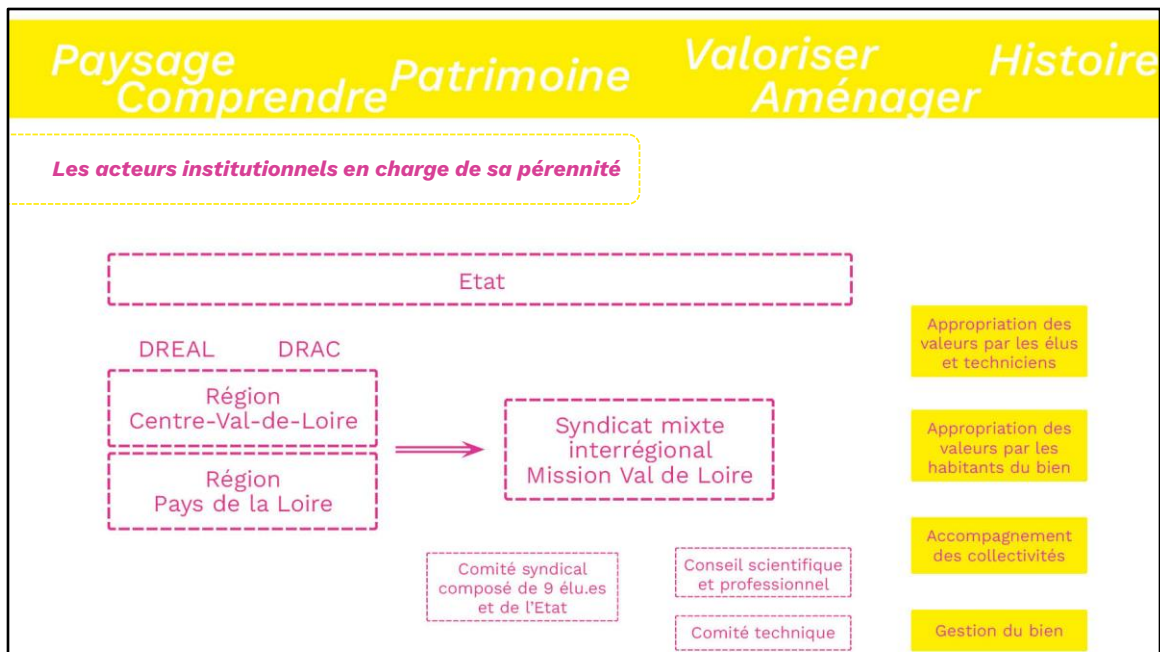 Paysage
Comprendre
Patrimoine
Valoriser
Aménager
Histoire
Les acteurs institutionnels en charge de sa pérennité
Etat
DREAL
DRAC
Région
Centre-Val-de-Loire
Région
Pays de la Loire
Syndicat mixte
interrégional
Mission Val de Loire
Comité syndical
composé de 9 élu.es
et de l'Etat
Conseil scientifique
et professionnel
Comité technique
Appropriation des
valeurs par les élus
et techniciens
Appropriation des
valeurs par les
habitants du bien
Accompagnement
des collectivités
Gestion du bien